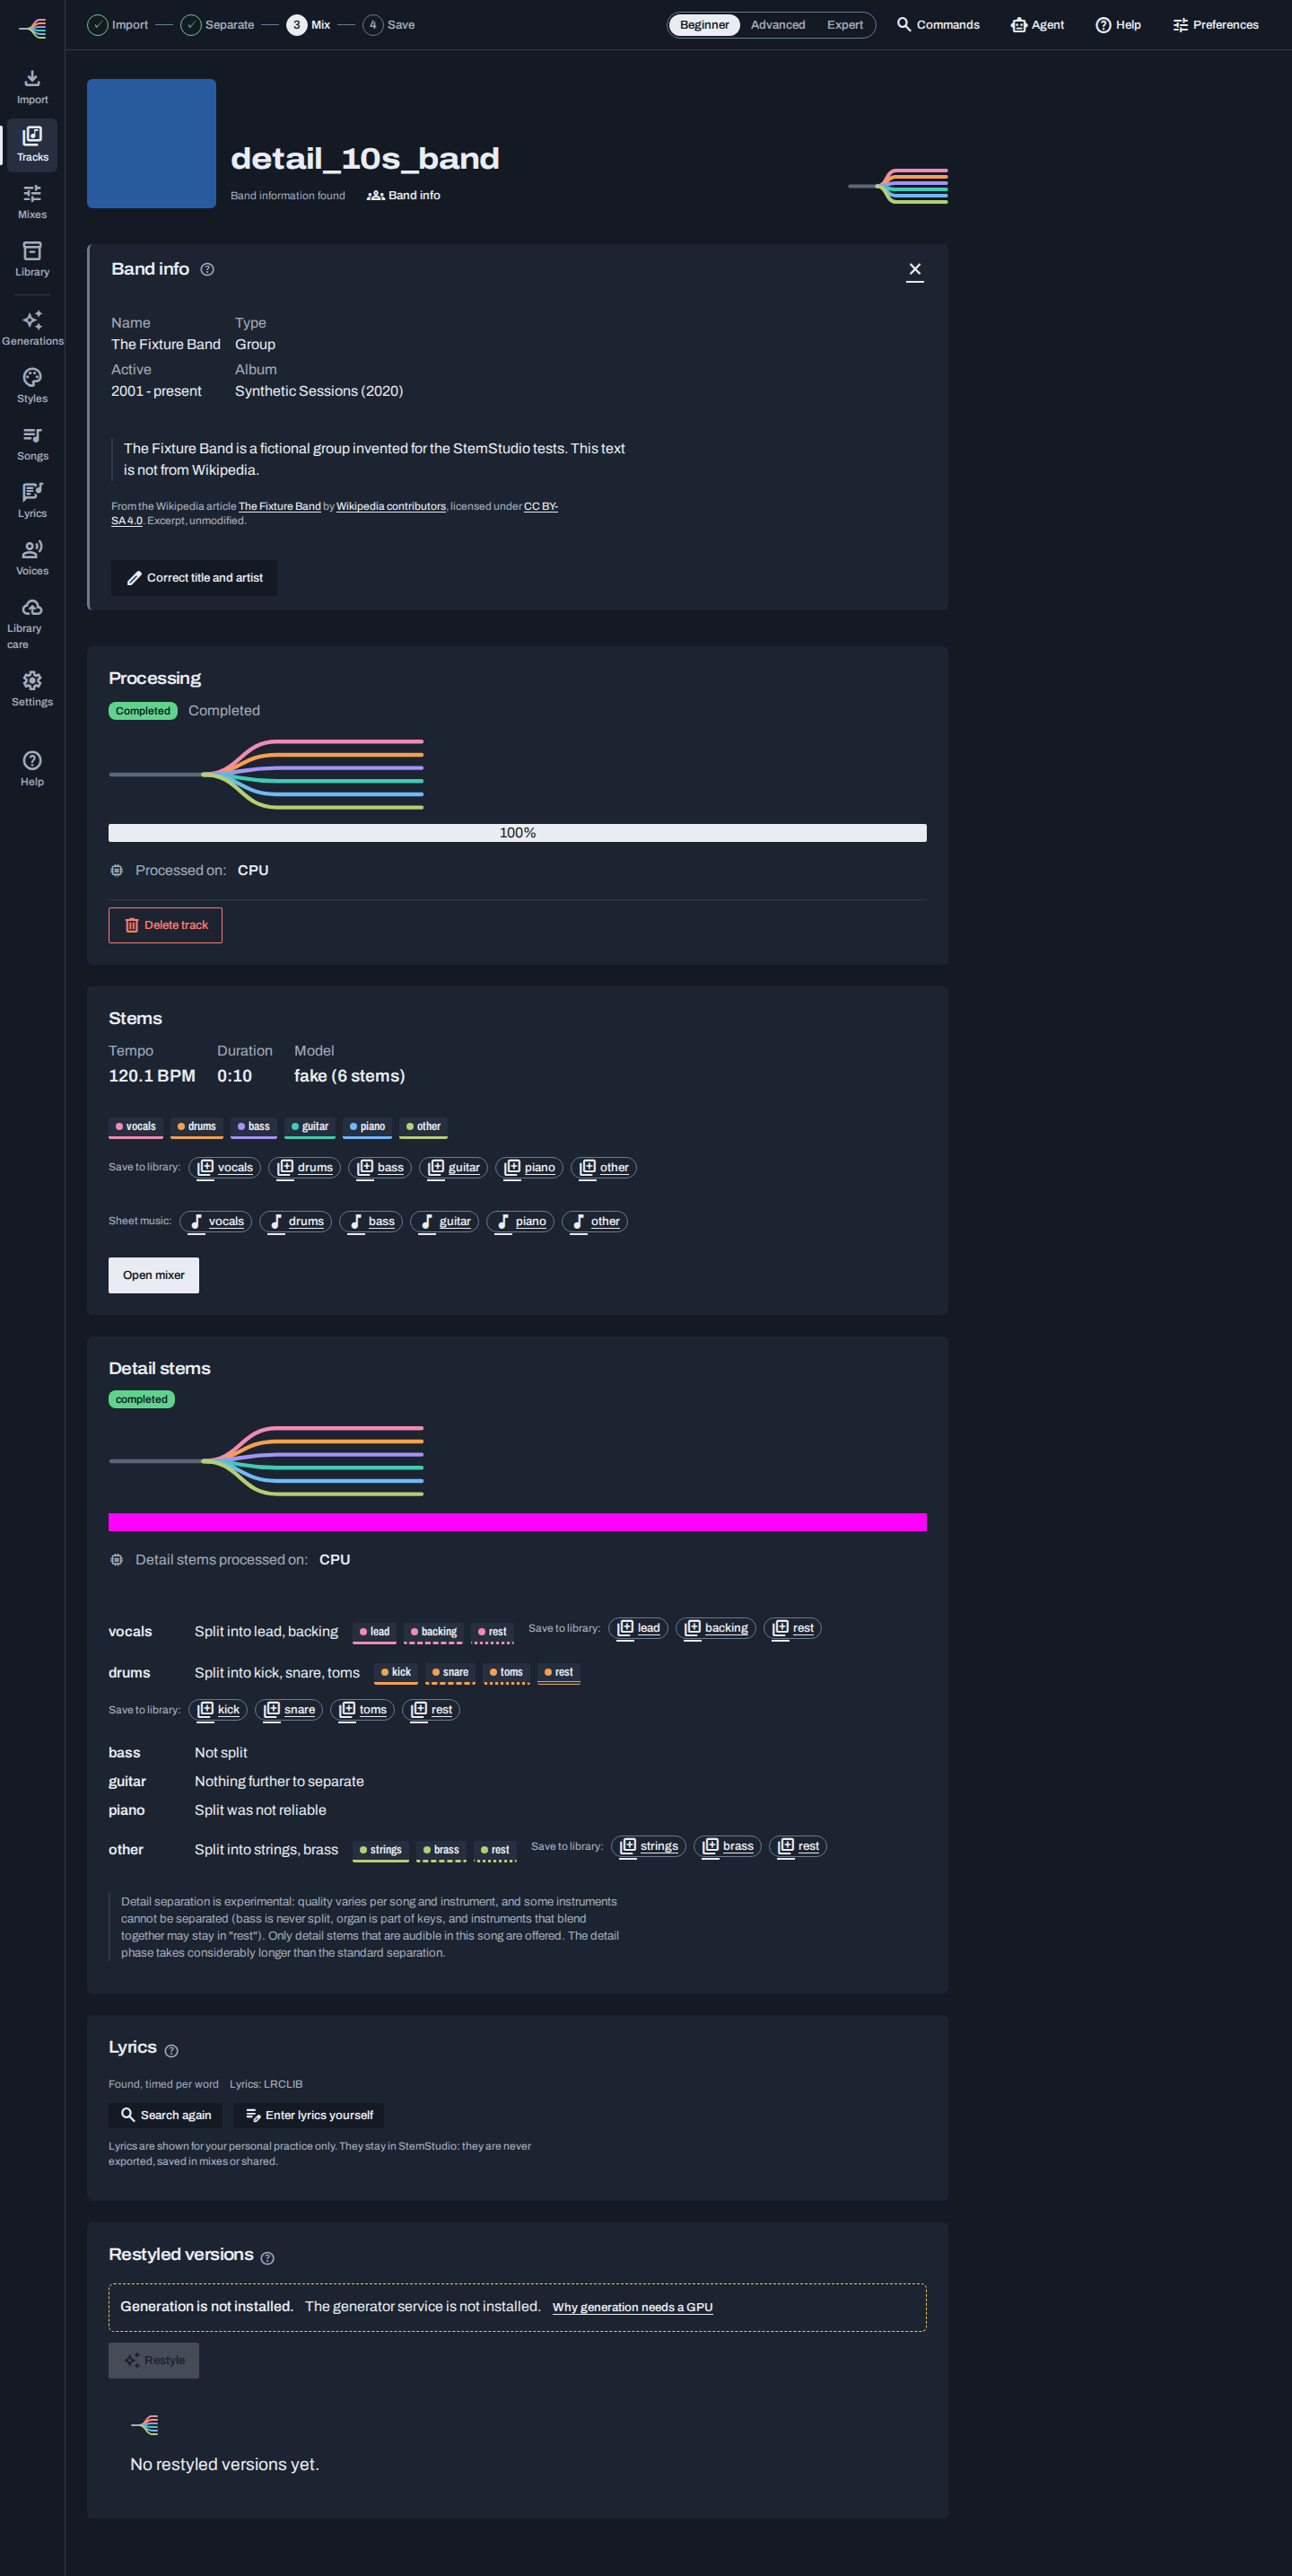 ✓ Import ✓ Separate 3 Mix 4 Save
Beginner Advanced Expert Commands Agent Help Preferences
Import
Tracks
Mixes
Library
Generations
Styles
Songs
Lyrics
Voices
Library
care
Settings
Help
detail_10s_band
Band information found Band info
Band info ?
Name Type
The Fixture Band Group
Active Album
2001 - present Synthetic Sessions (2020)
The Fixture Band is a fictional group invented for the StemStudio tests. This text
is not from Wikipedia.
From the Wikipedia article The Fixture Band by Wikipedia contributors, licensed under CC BY-
SA 4.0. Excerpt, unmodified.
Correct title and artist
Processing
Completed Completed
100%
Processed on: CPU
Delete track
Stems
Tempo Duration Model
120.1 BPM 0:10 fake (6 stems)
vocals drums bass guitar piano other
Save to library: vocals drums bass guitar piano other
Sheet music: vocals drums bass guitar piano other
Open mixer
Detail stems
completed
Detail stems processed on: CPU
vocals Split into lead, backing lead backing rest Save to library: lead backing rest
drums Split into kick, snare, toms kick snare toms rest
Save to library: kick snare toms rest
bass Not split
guitar Nothing further to separate
piano Split was not reliable
other Split into strings, brass strings brass rest Save to library: strings brass rest
Detail separation is experimental: quality varies per song and instrument, and some instruments
cannot be separated (bass is never split, organ is part of keys, and instruments that blend
together may stay in "rest"). Only detail stems that are audible in this song are offered. The detail
phase takes considerably longer than the standard separation.
Lyrics ?
Found, timed per word Lyrics: LRCLIB
Search again Enter lyrics yourself
Lyrics are shown for your personal practice only. They stay in StemStudio: they are never
exported, saved in mixes or shared.
Restyled versions ?
Generation is not installed. The generator service is not installed. Why generation needs a GPU
Restyle
No restyled versions yet.